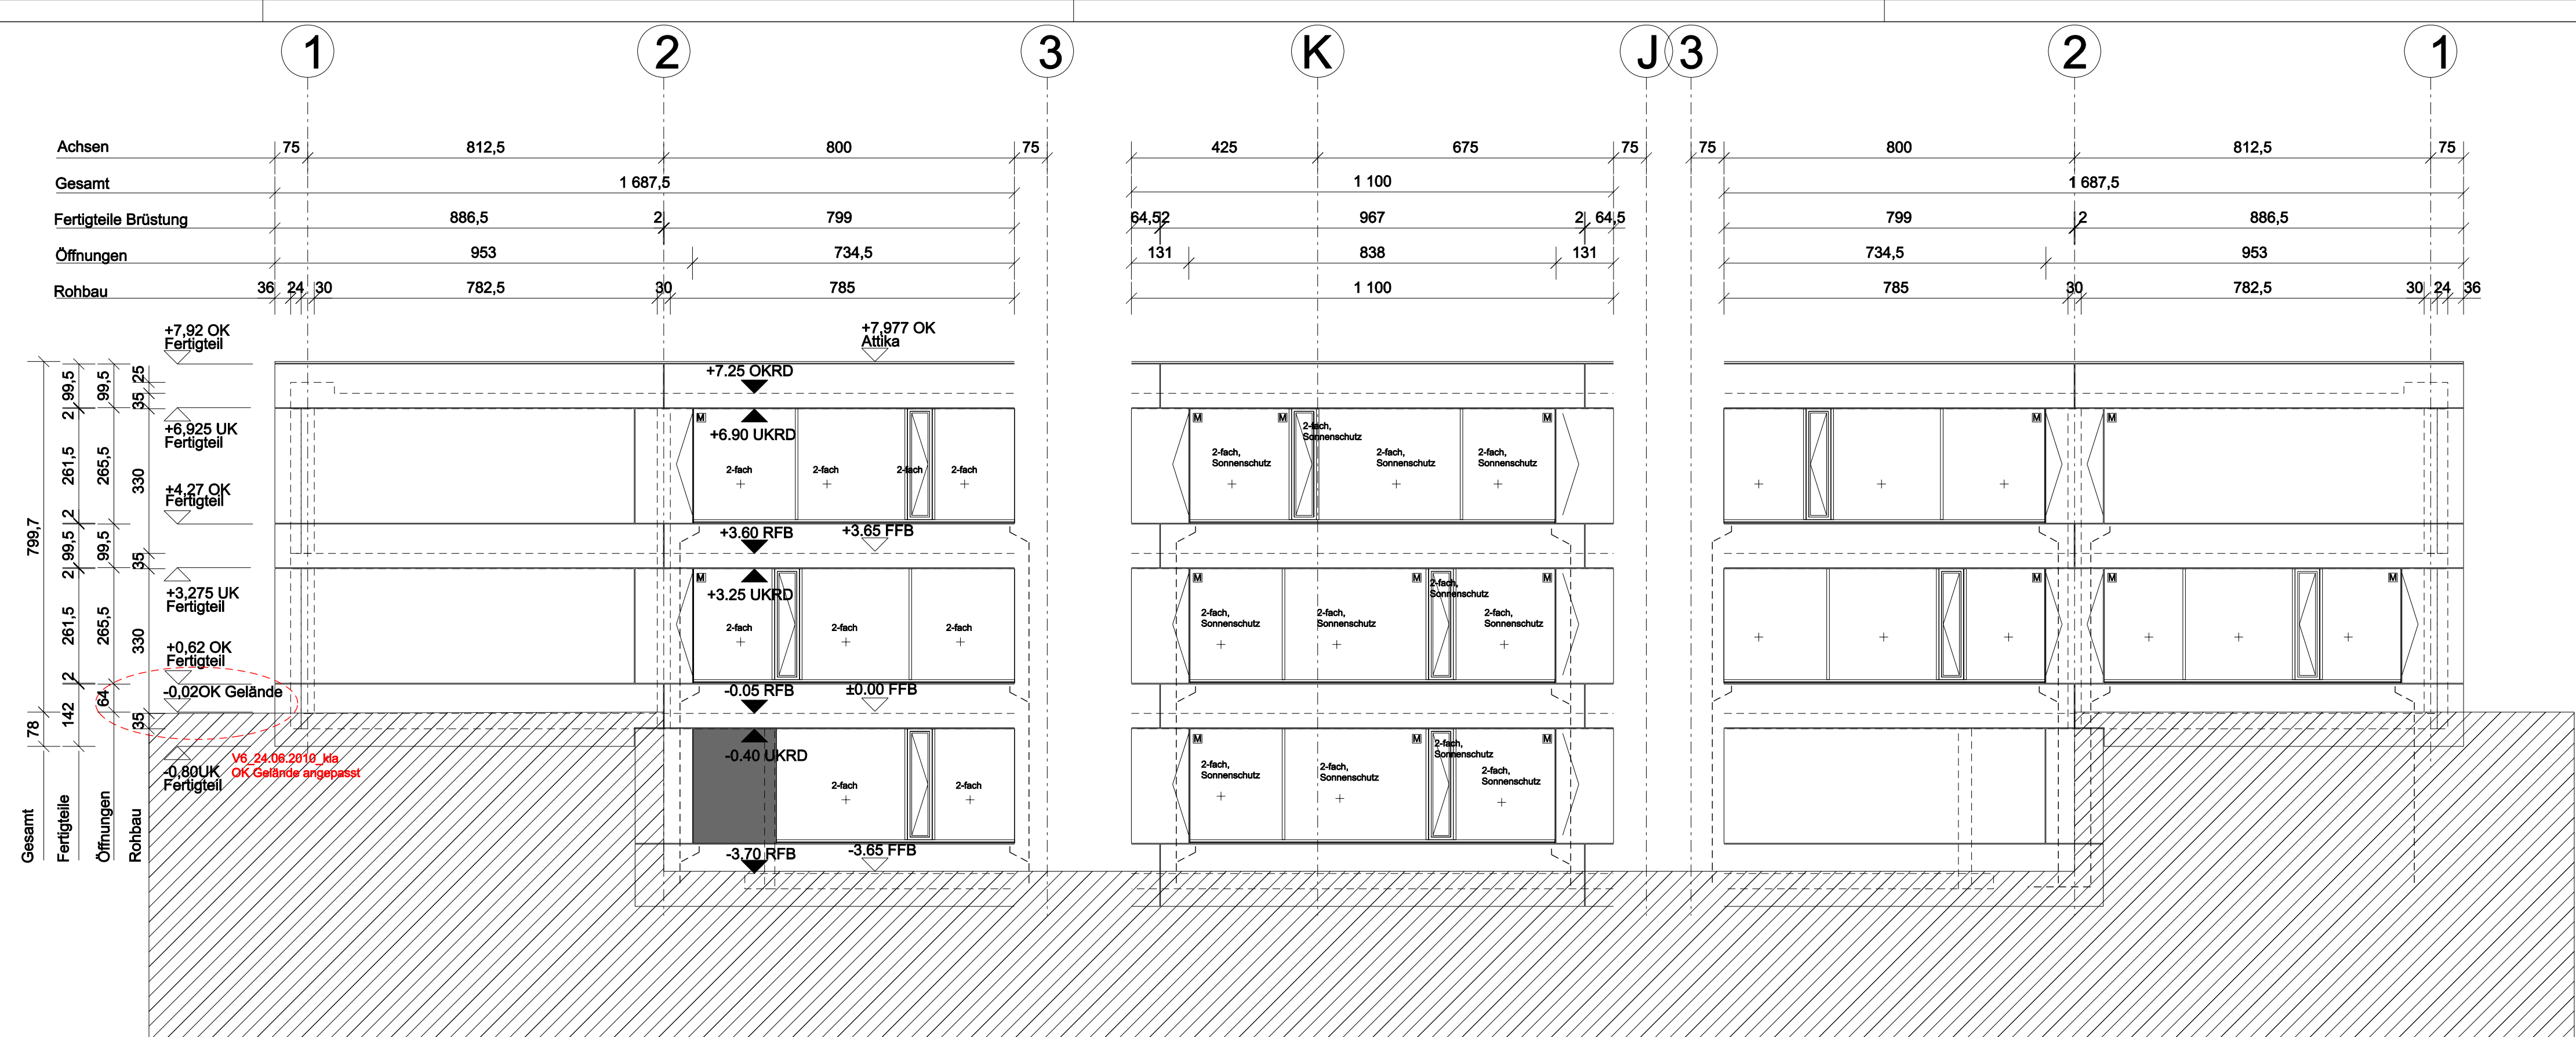 1 2 3 K J 3 2 1
Achsen 75 812,5 800 75 425 675 75 75 800 812,5 75
Gesamt 1 687,5 1 100 1 687,5
Fertigteile Brüstung 886,5 2 799 64,5 2 967 2 64,5 799 2 886,5
Öffnungen 953 734,5 131 838 131 734,5 953
Rohbau 36 24 30 782,5 30 785 1 100 785 30 782,5 30 24 36
+7,92 OK
Fertigteil
+7,977 OK
Attika
+7.25 OKRD
+6,925 UK
Fertigteil
+6.90 UKRD
M M M M M
2-fach 2-fach 2-fach 2-fach
2-fach,
Sonnenschutz
2-fach,
Sonnenschutz
2-fach,
Sonnenschutz
2-fach,
Sonnenschutz
+4,27 OK
Fertigteil
+3.60 RFB
+3.65 FFB
+3,275 UK
Fertigteil
+3.25 UKRD
M M M M M M M
2-fach 2-fach 2-fach
2-fach,
Sonnenschutz
2-fach,
Sonnenschutz
2-fach,
Sonnenschutz
2-fach,
Sonnenschutz
+0,62 OK
Fertigteil
-0,02OK Gelände
-0.05 RFB
±0.00 FFB
-0.40 UKRD
M M M
V6_24.06.2010_kla
OK Gelände angepasst
-0,80UK
Fertigteil
2-fach 2-fach
2-fach,
Sonnenschutz
2-fach,
Sonnenschutz
2-fach,
Sonnenschutz
2-fach,
Sonnenschutz
-3.70 RFB
-3.65 FFB
Gesamt 78 799,7
Fertigteile 142 2 261,5 2 99,5 2 261,5 2 99,5
Öffnungen 64 265,5 99,5 265,5 99,5
Rohbau 35 330 35 330 35 25